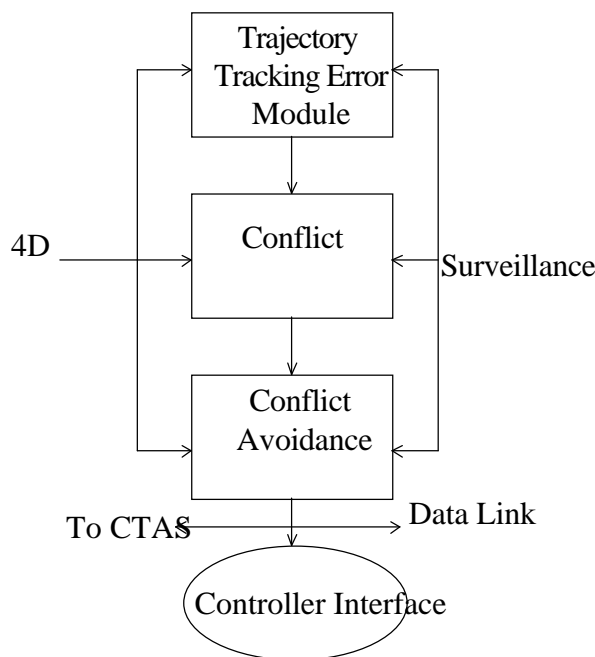 Trajectory
Tracking Error
Module
4D
Conflict
Surveillance
Conflict
Avoidance
To CTAS
Data Link
Controller Interface